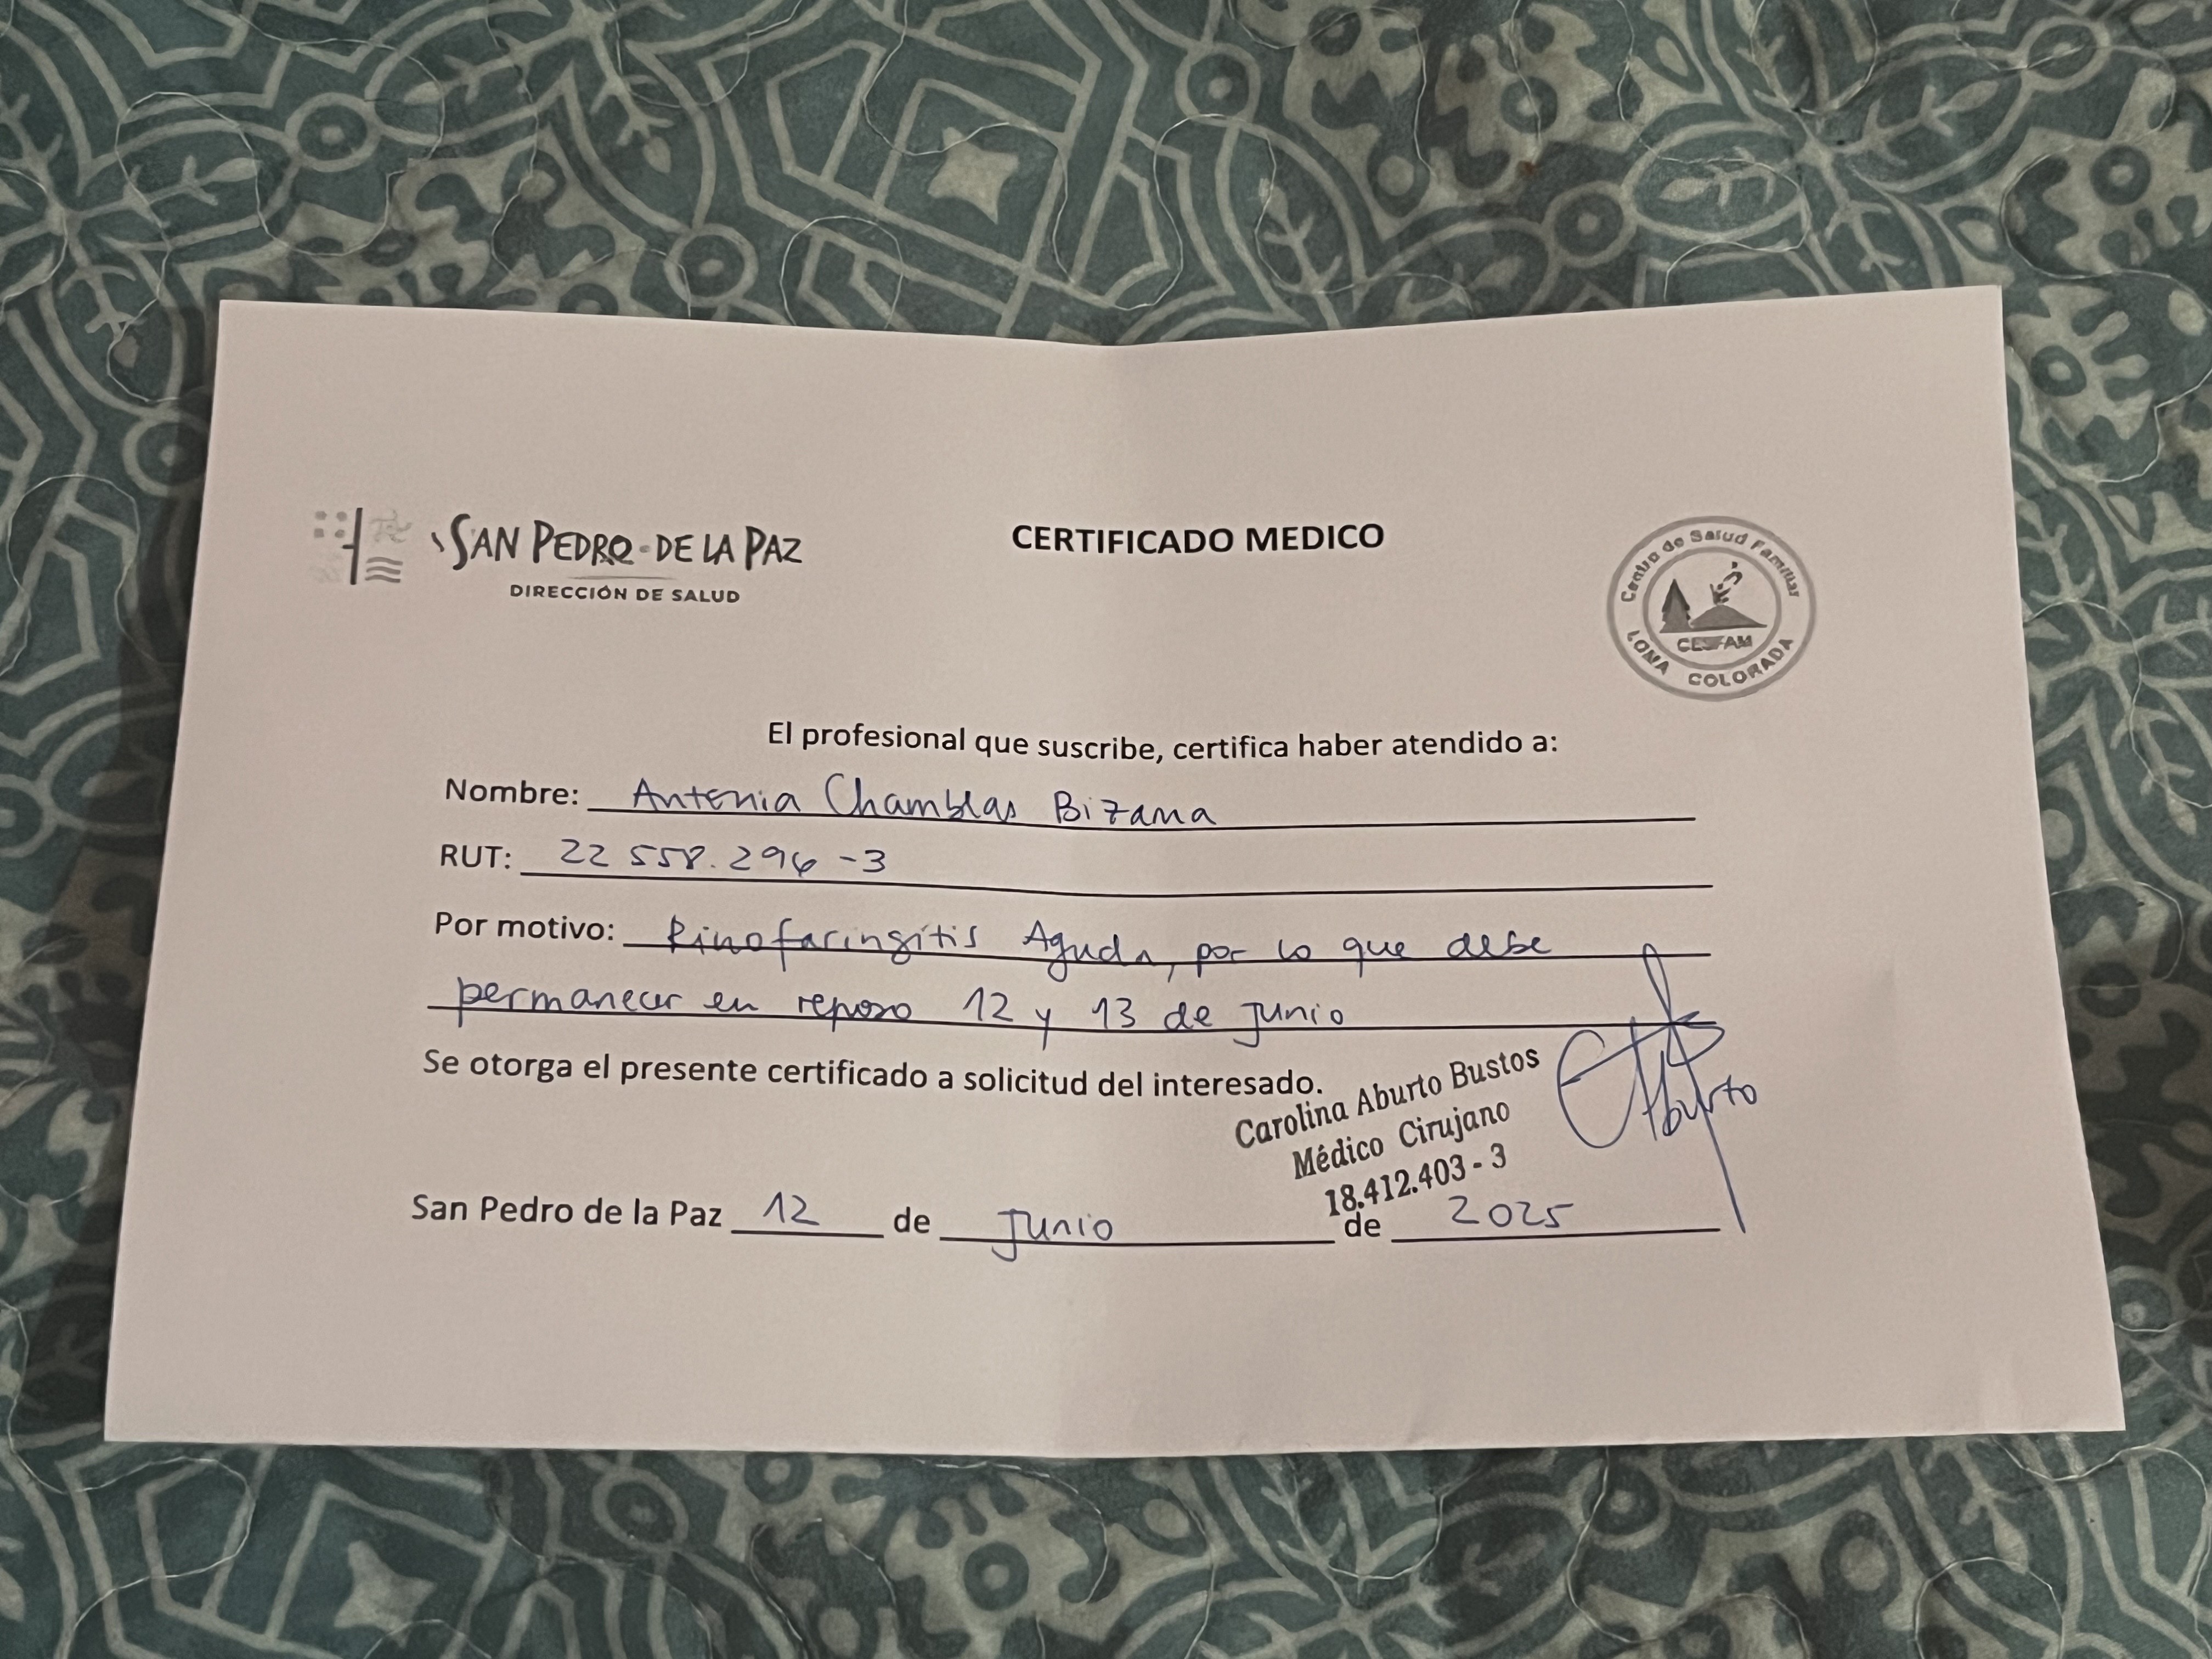 SAN PEDRO DE LA PAZ
DIRECCIÓN DE SALUD
CERTIFICADO MEDICO
Centro de Salud Familiar
CESFAM
LOMA COLORADA
El profesional que suscribe, certifica haber atendido a:
Nombre: Antonia Chamblas Bizama
RUT: 22 558.296-3
Por motivo: Rinofaringitis Aguda, por lo que debe
permanecer en reposo 12 y 13 de Junio
Se otorga el presente certificado a solicitud del interesado.
Carolina Aburto Bustos
Médico Cirujano
18.412.403-3
Aburto
San Pedro de la Paz 12 de Junio de 2025